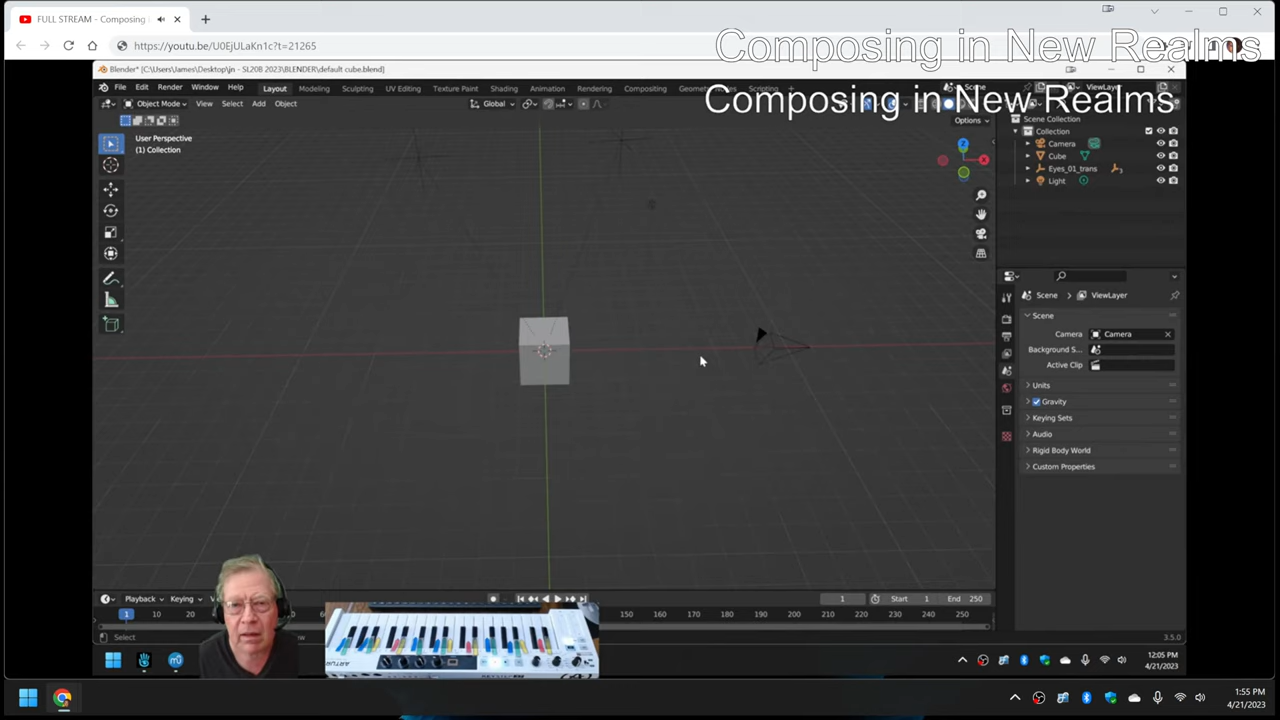 FULL STREAM - Composing i
https://youtu.be/U0EjULaKn1c?t=21265
Composing in New Realms
Blender* [C:\Users\James\Desktop\jn - SL20B 2023\BLENDER\default cube.blend]
File Edit Render Window Help Layout Modeling Sculpting UV Editing Texture Paint Shading Animation Rendering Compositing Scene ViewLayer
Composing in New Realms
Object Mode View Select Add Object Global
Options
User Perspective
(1) Collection
Scene Collection
Collection
Camera
Cube
Eyes_01_trans
Light
Z
X
Scene ViewLayer
Scene
Camera Camera
Background S...
Active Clip
Units
Gravity
Keying Sets
Audio
Rigid Body World
Custom Properties
Playback Keying 1 Start 1 End 250
1 10 20 30 150 160 170 180 190 200 210 220 230 240 250
Select
3.5.0
ARTURIA
12:05 PM
4/21/2023
1:55 PM
4/21/2023